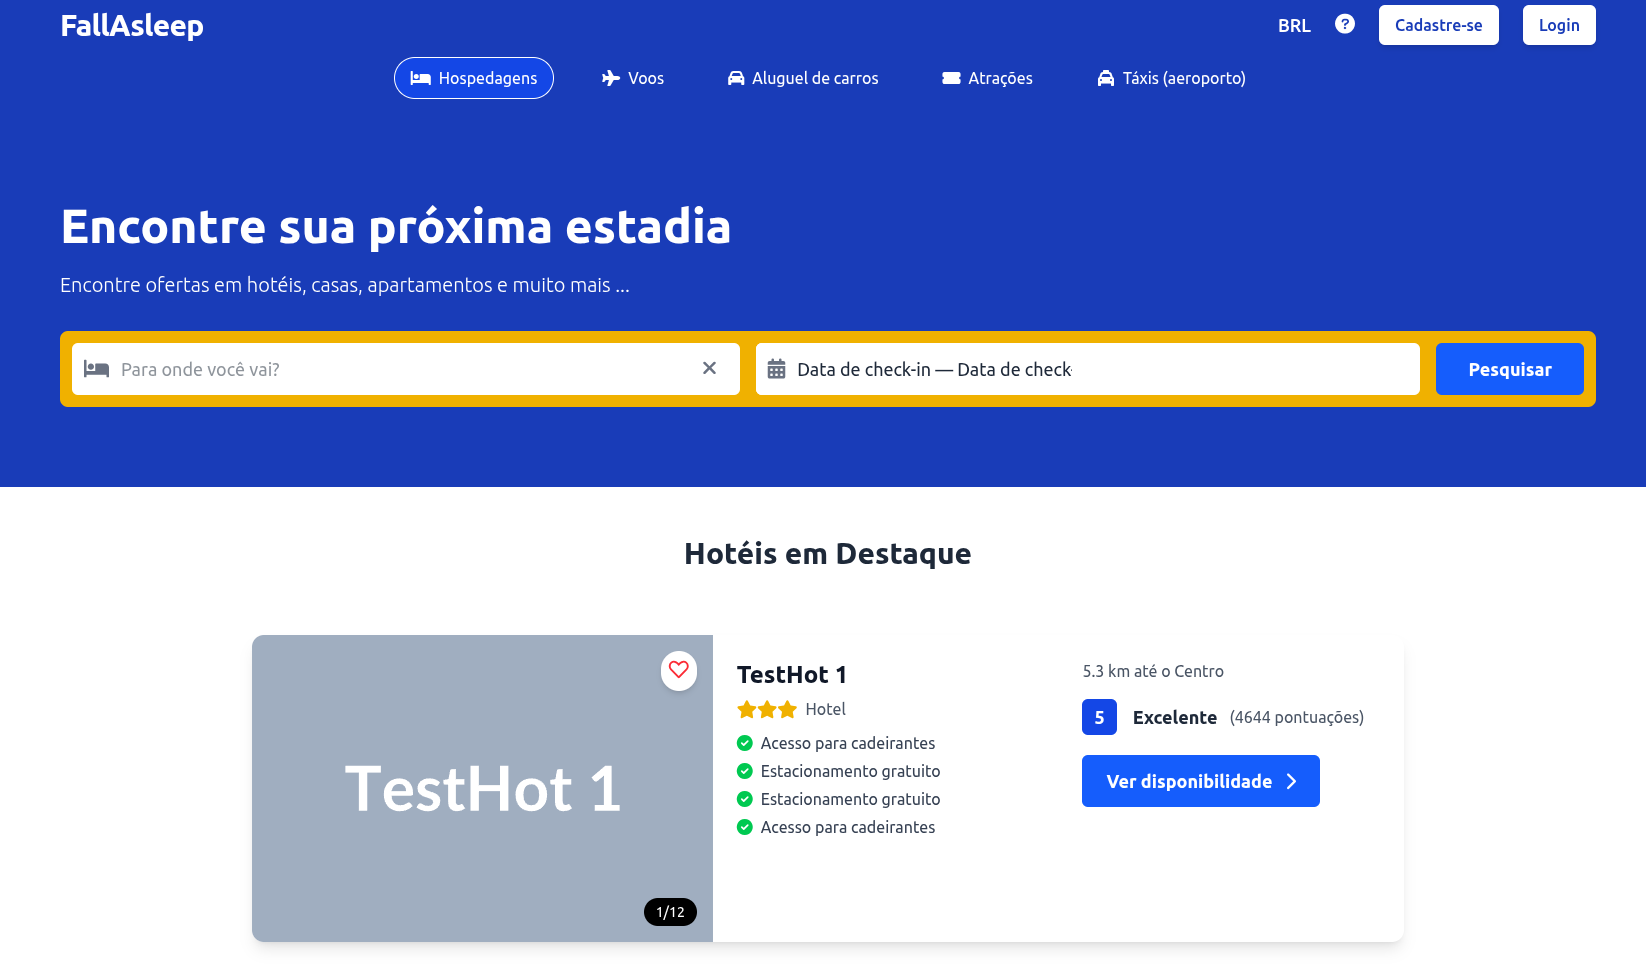 FallAsleep
BRL
Cadastre-se
Login
Hospedagens
Voos
Aluguel de carros
Atrações
Táxis (aeroporto)
Encontre sua próxima estadia
Encontre ofertas em hotéis, casas, apartamentos e muito mais ...
Para onde você vai?
Data de check-in — Data de check-
Pesquisar
Hotéis em Destaque
TestHot 1
1/12
TestHot 1
Hotel
Acesso para cadeirantes
Estacionamento gratuito
Estacionamento gratuito
Acesso para cadeirantes
5.3 km até o Centro
5 Excelente (4644 pontuações)
Ver disponibilidade